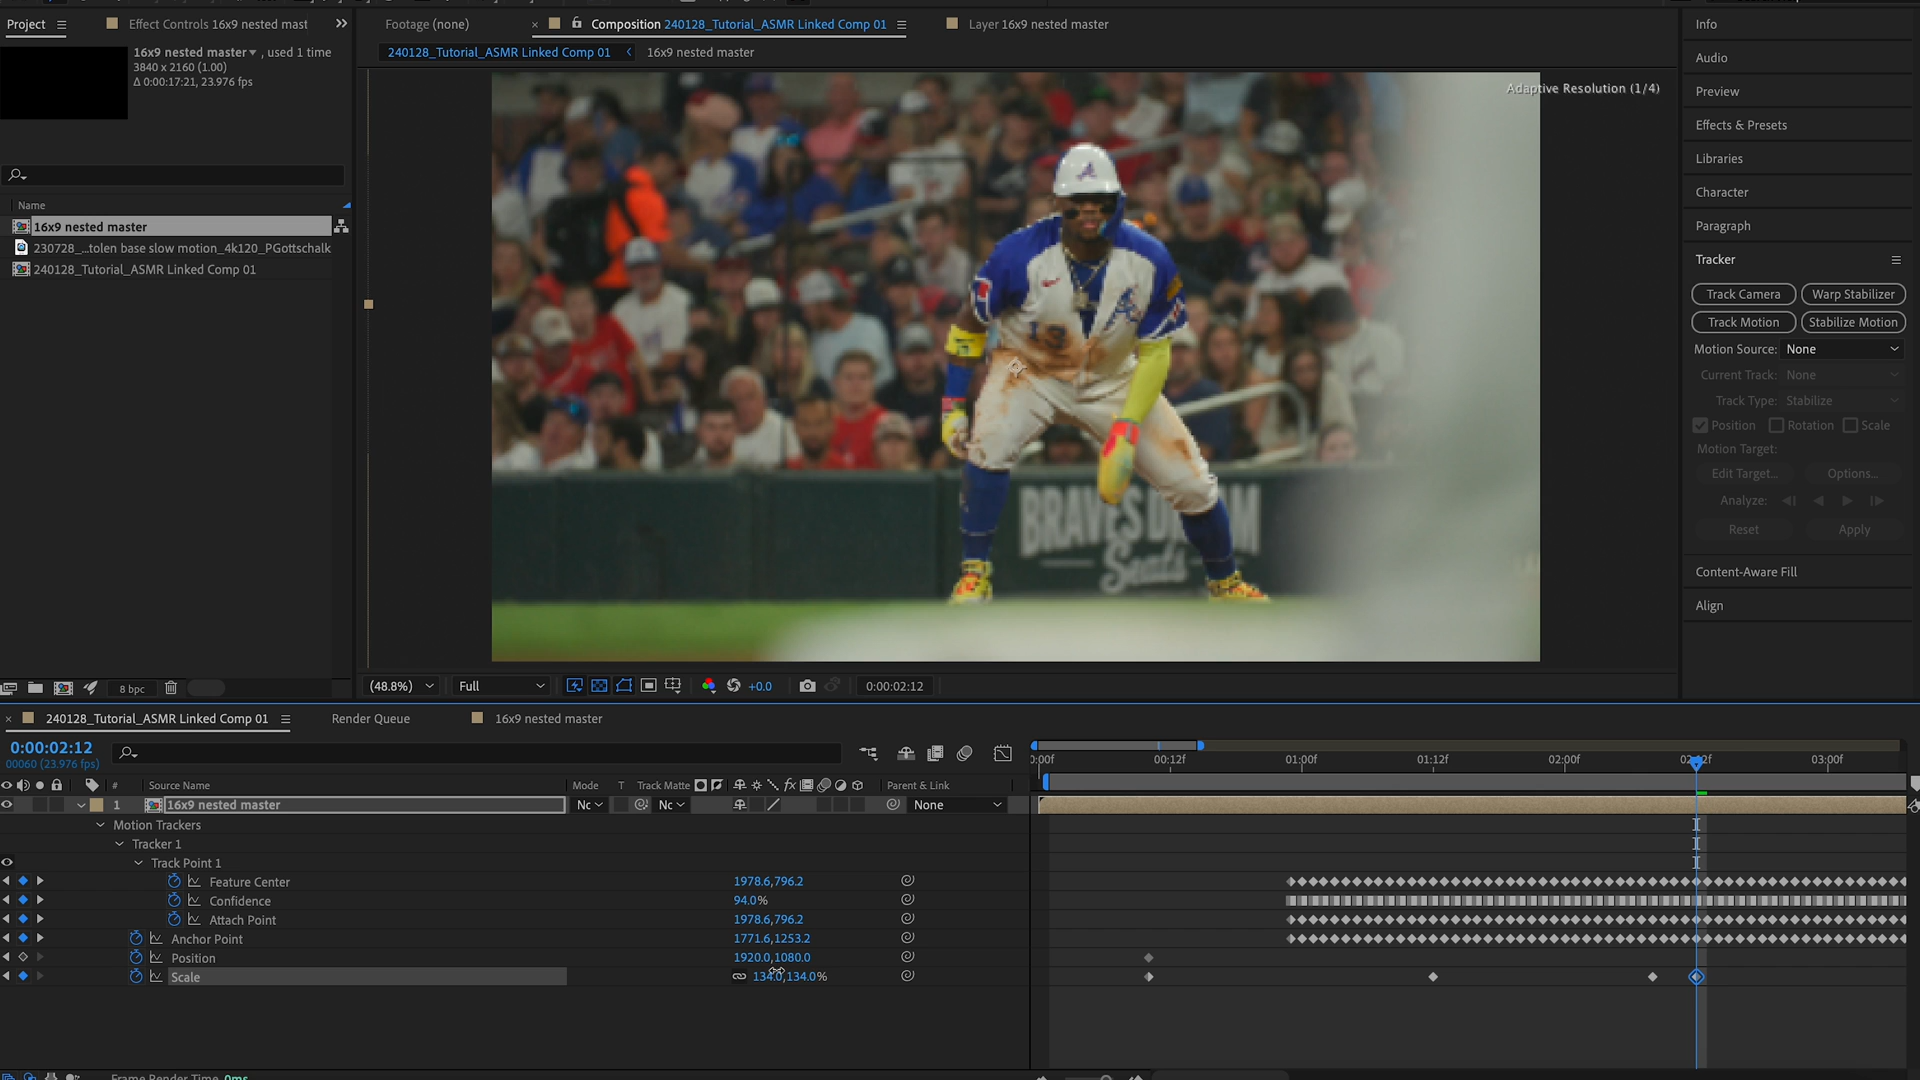 Project
Effect Controls 16x9 nested mast
Footage (none)
Composition 240128_Tutorial_ASMR Linked Comp 01
Layer 16x9 nested master
Info
16x9 nested master , used 1 time
3840 x 2160 (1.00)
Δ 0:00:17:21, 23.976 fps
240128_Tutorial_ASMR Linked Comp 01
16x9 nested master
Adaptive Resolution (1/4)
Audio
Preview
Effects & Presets
Libraries
Character
Paragraph
Tracker
Track Camera
Warp Stabilizer
Track Motion
Stabilize Motion
Motion Source: None
Current Track: None
Track Type: Stabilize
Position
Rotation
Scale
Motion Target:
Edit Target...
Options...
Analyze:
Reset
Apply
Content-Aware Fill
Align
Name
16x9 nested master
230728_...tolen base slow motion_4k120_PGottschalk
240128_Tutorial_ASMR Linked Comp 01
13
BRAVES DREAM
Seats
8 bpc
(48.8%)
Full
+0.0
0:00:02:12
240128_Tutorial_ASMR Linked Comp 01
Render Queue
16x9 nested master
0:00:02:12
00060 (23.976 fps)
0:00f
00:12f
01:00f
01:12f
02:00f
03:00f
#
Source Name
Mode
T
Track Matte
fx
Parent & Link
1
16x9 nested master
Nc
Nc
None
Motion Trackers
Tracker 1
Track Point 1
Feature Center
1978.6,796.2
Confidence
94.0%
Attach Point
1978.6,796.2
Anchor Point
1771.6,1253.2
Position
1920.0,1080.0
Scale
134.0,134.0%
Frame Render Time 0ms